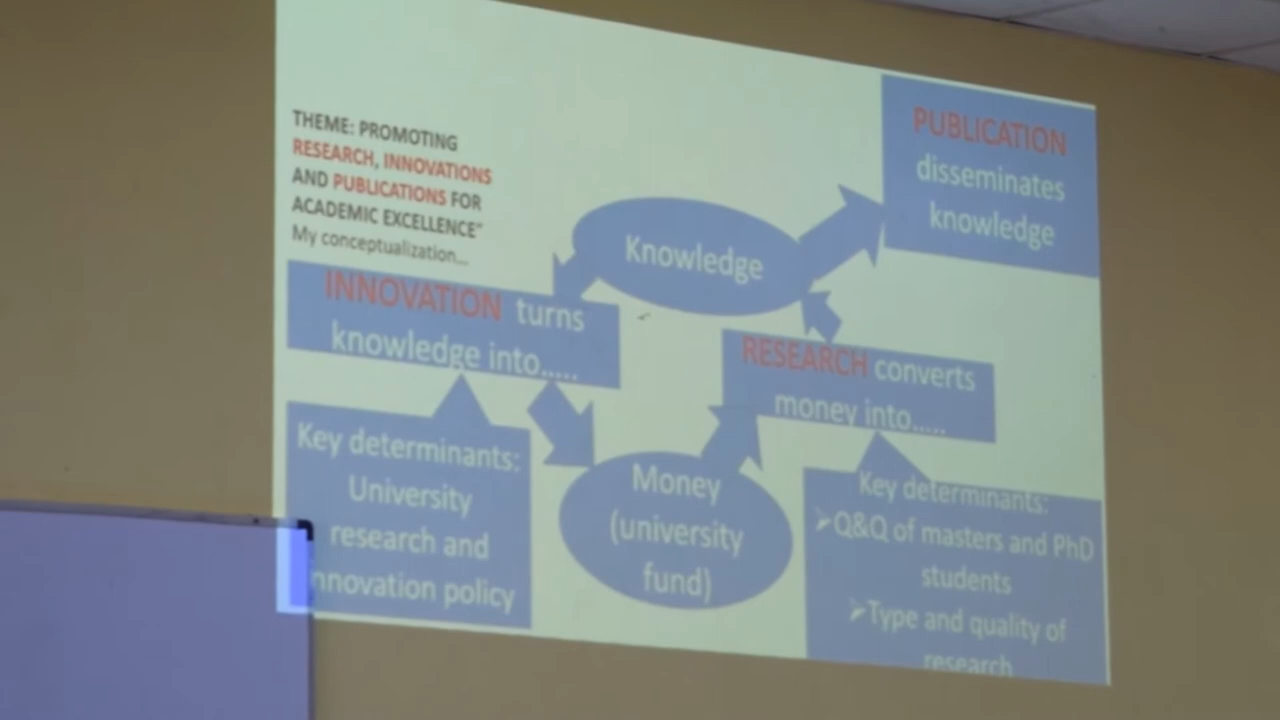 THEME: PROMOTING
RESEARCH, INNOVATIONS
AND PUBLICATIONS FOR
ACADEMIC EXCELLENCE"
My conceptualization...
PUBLICATION
disseminates
knowledge
Knowledge
INNOVATION turns
knowledge into.....
RESEARCH converts
money into.....
Key determinants:
University
research and
innovation policy
Money
(university
fund)
Key determinants:
➢Q&Q of masters and PhD
students
➢Type and quality of
research